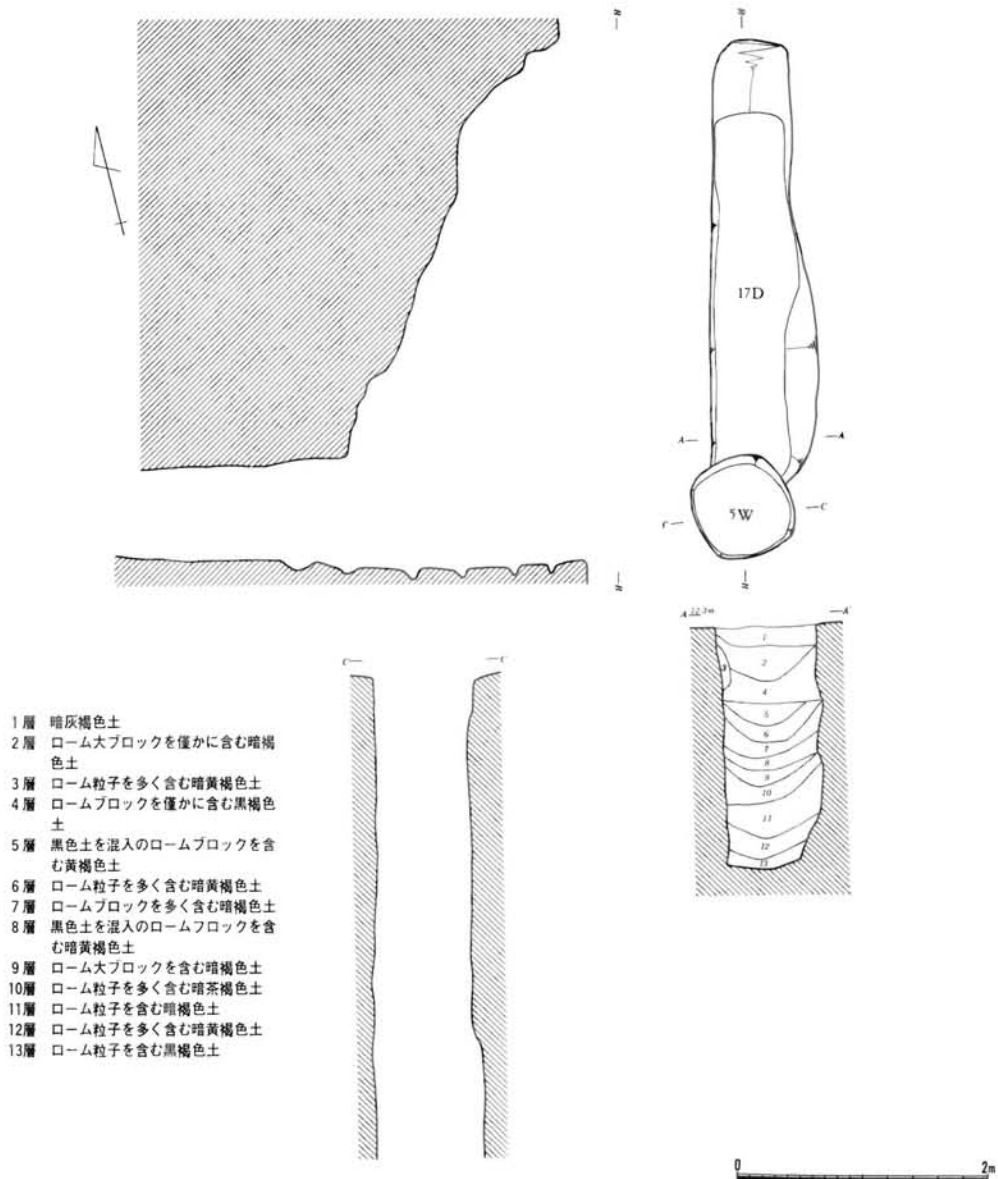 B
B
17D
A
A
5W
C
C
B
B
A 12.3m
A'
1
2
3
4
5
6
7
8
9
10
11
12
13
C
C
1層 暗灰褐色土
2層 ローム大ブロックを僅かに含む暗褐
色土
3層 ローム粒子を多く含む暗黄褐色土
4層 ロームブロックを僅かに含む黒褐色
土
5層 黒色土を混入のロームブロックを含
む黄褐色土
6層 ローム粒子を多く含む暗黄褐色土
7層 ロームブロックを多く含む暗褐色土
8層 黒色土を混入のロームフロックを含
む暗黄褐色土
9層 ローム大ブロックを含む暗褐色土
10層 ローム粒子を多く含む暗茶褐色土
11層 ローム粒子を含む暗褐色土
12層 ローム粒子を多く含む暗黄褐色土
13層 ローム粒子を含む黒褐色土
0 2m